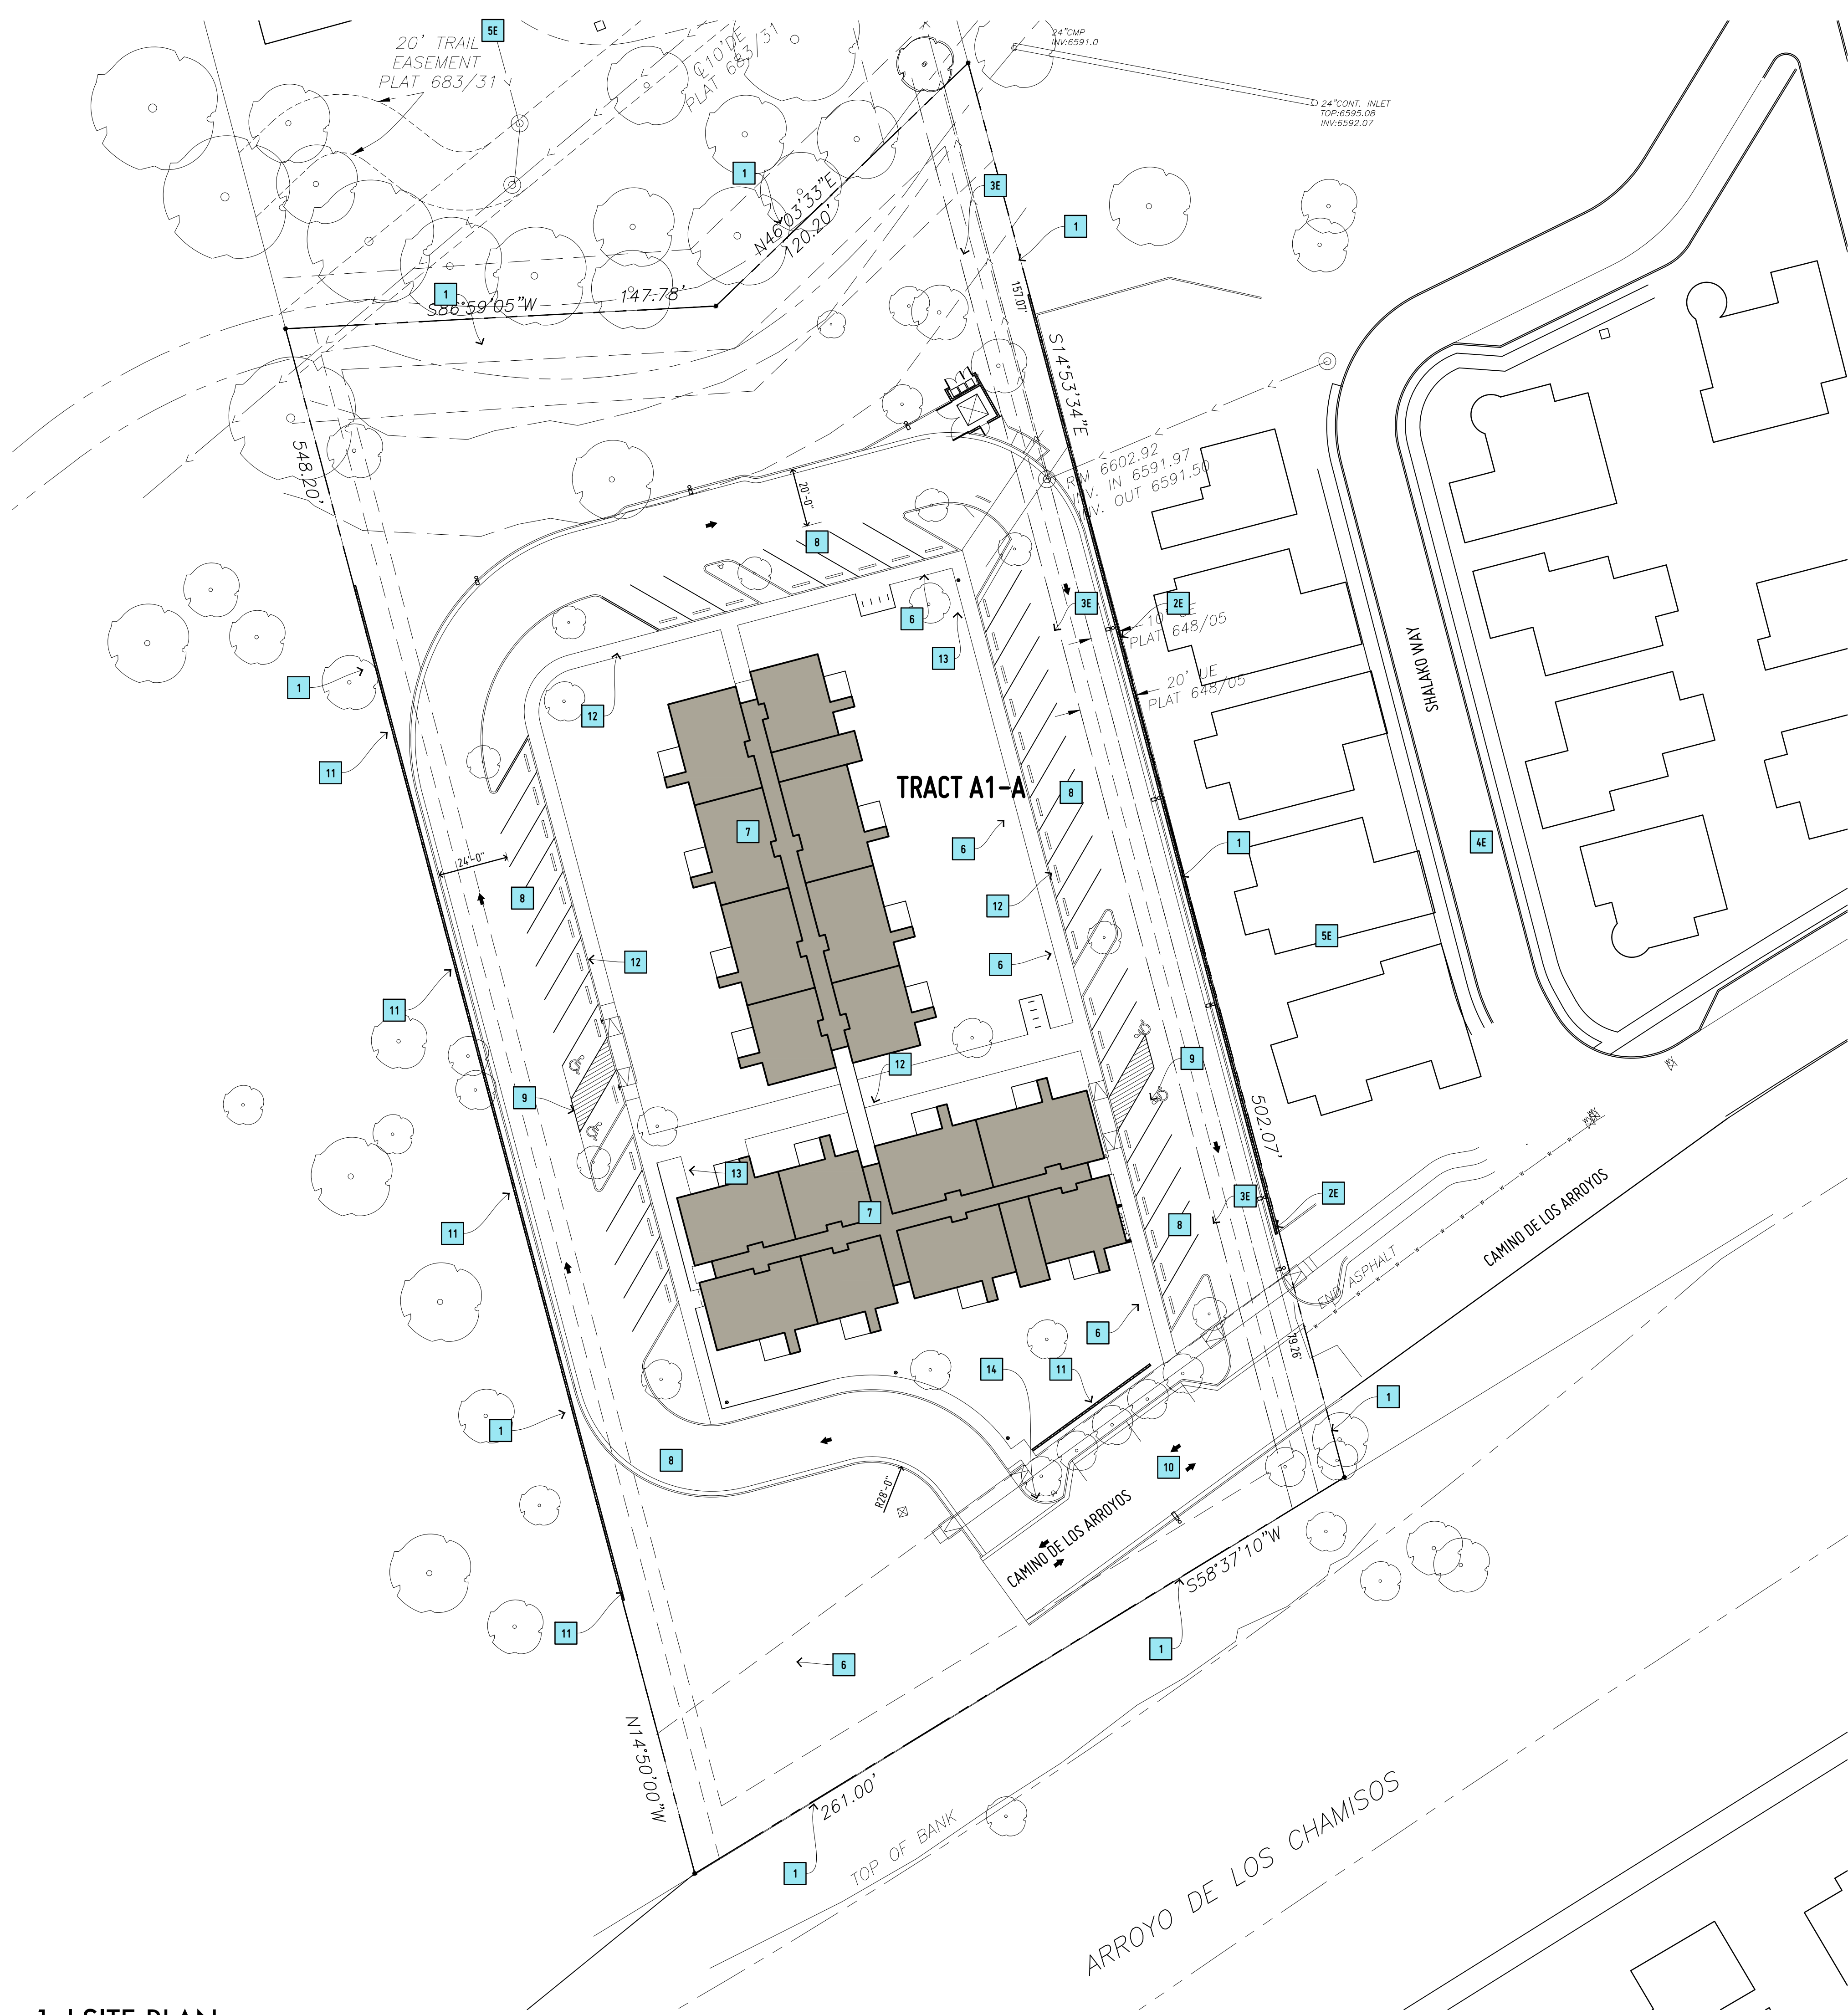 5E
20' TRAIL
EASEMENT
PLAT 683/31
℄10'DE
PLAT 683/31
24"CMP
INV:6591.0
24"CONT. INLET
TOP:6595.08
INV:6592.07
1
3E
N46°03'33"E
120.20'
1
1
S86°59'05"W
147.78'
157.07'
S14°53'34"E
548.20'
RIM 6602.92
INV. IN 6591.97
INV. OUT 6591.50
20'-0"
8
3E
2E
10' UE
PLAT 648/05
6
13
20' UE
PLAT 648/05
SHALAKO WAY
1
12
11
TRACT A1-A
8
7
6
1
4E
24'-0"
8
12
5E
12
6
11
9
12
9
502.07'
13
CAMINO DE LOS ARROYOS
7
3E
2E
11
8
END ASPHALT
6
79.26'
14
11
1
1
8
10
R28'-0"
CAMINO DE LOS ARROYOS
S58°37'10"W
11
6
1
N14°50'00"W
261.00'
1
TOP OF BANK
ARROYO DE LOS CHAMISOS
1 | SITE PLAN